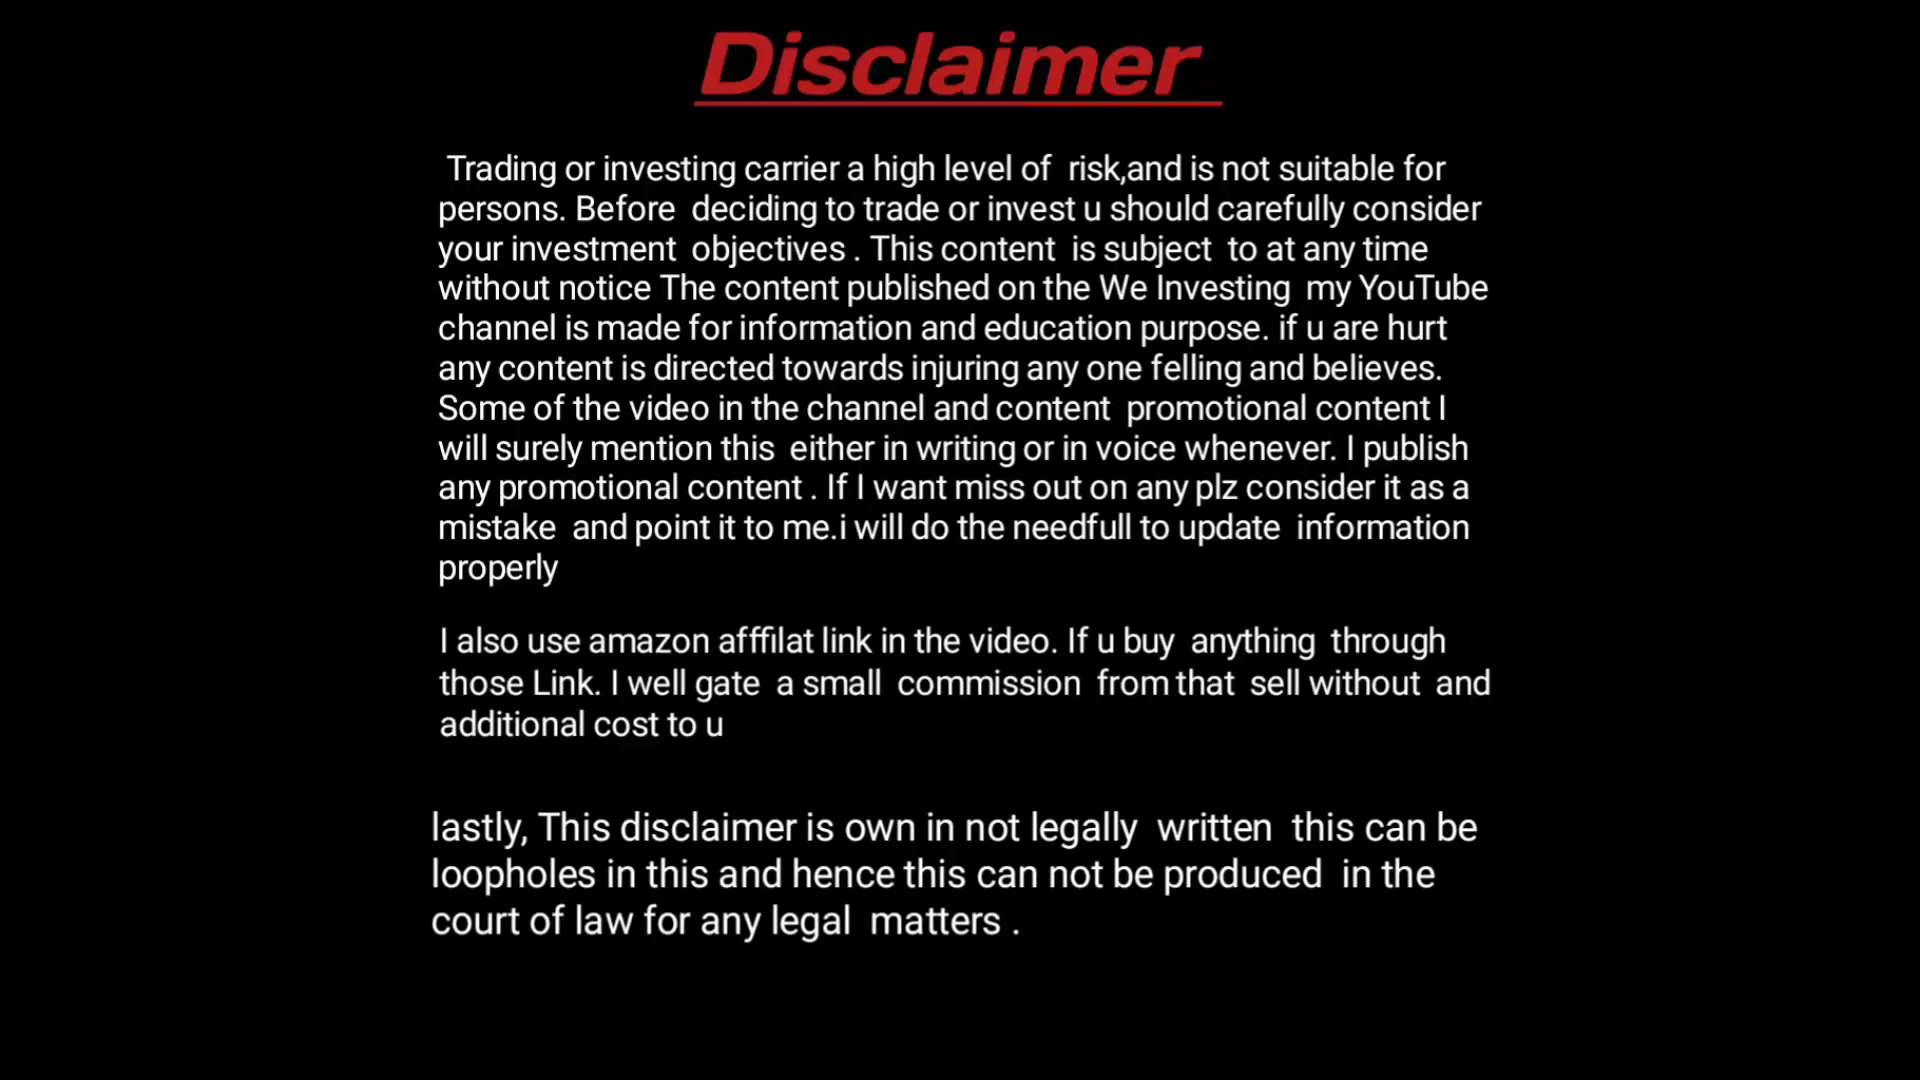 Disclaimer
Trading or investing carrier a high level of risk,and is not suitable for
persons. Before deciding to trade or invest u should carefully consider
your investment objectives . This content is subject to at any time
without notice The content published on the We Investing my YouTube
channel is made for information and education purpose. if u are hurt
any content is directed towards injuring any one felling and believes.
Some of the video in the channel and content promotional content I
will surely mention this either in writing or in voice whenever. I publish
any promotional content . If I want miss out on any plz consider it as a
mistake and point it to me.i will do the needfull to update information
properly
I also use amazon afffilat link in the video. If u buy anything through
those Link. I well gate a small commission from that sell without and
additional cost to u
lastly, This disclaimer is own in not legally written this can be
loopholes in this and hence this can not be produced in the
court of law for any legal matters .